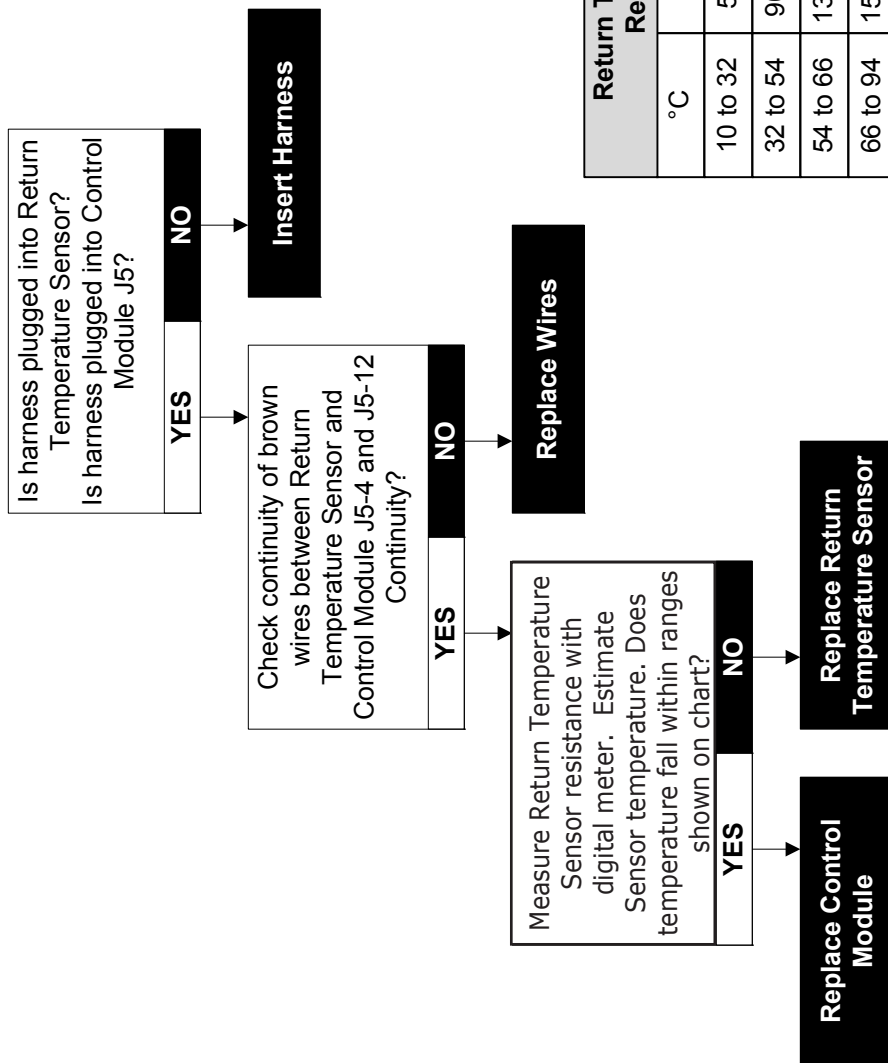 Is harness plugged into Return
Temperature Sensor?
Is harness plugged into Control
Module J5?
YES
NO
Insert Harness
Check continuity of brown
wires between Return
Temperature Sensor and
Control Module J5-4 and J5-12
Continuity?
YES
NO
Replace Wires
Measure Return Temperature
Sensor resistance with
digital meter. Estimate
Sensor temperature. Does
temperature fall within ranges
shown on chart?
YES
NO
Replace Control
Module
Replace Return
Temperature Sensor
Return
°C
10 to 32
32 to 54
54 to 66
66 to 94